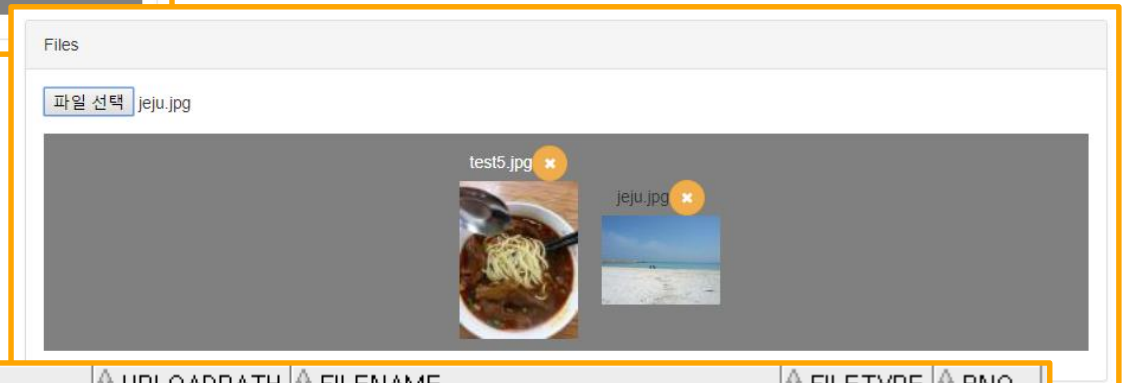 Files
파일 선택 jeju.jpg
test5.jpg
jeju.jpg
UPLOADPATH FILENAME FILETYPE BNO